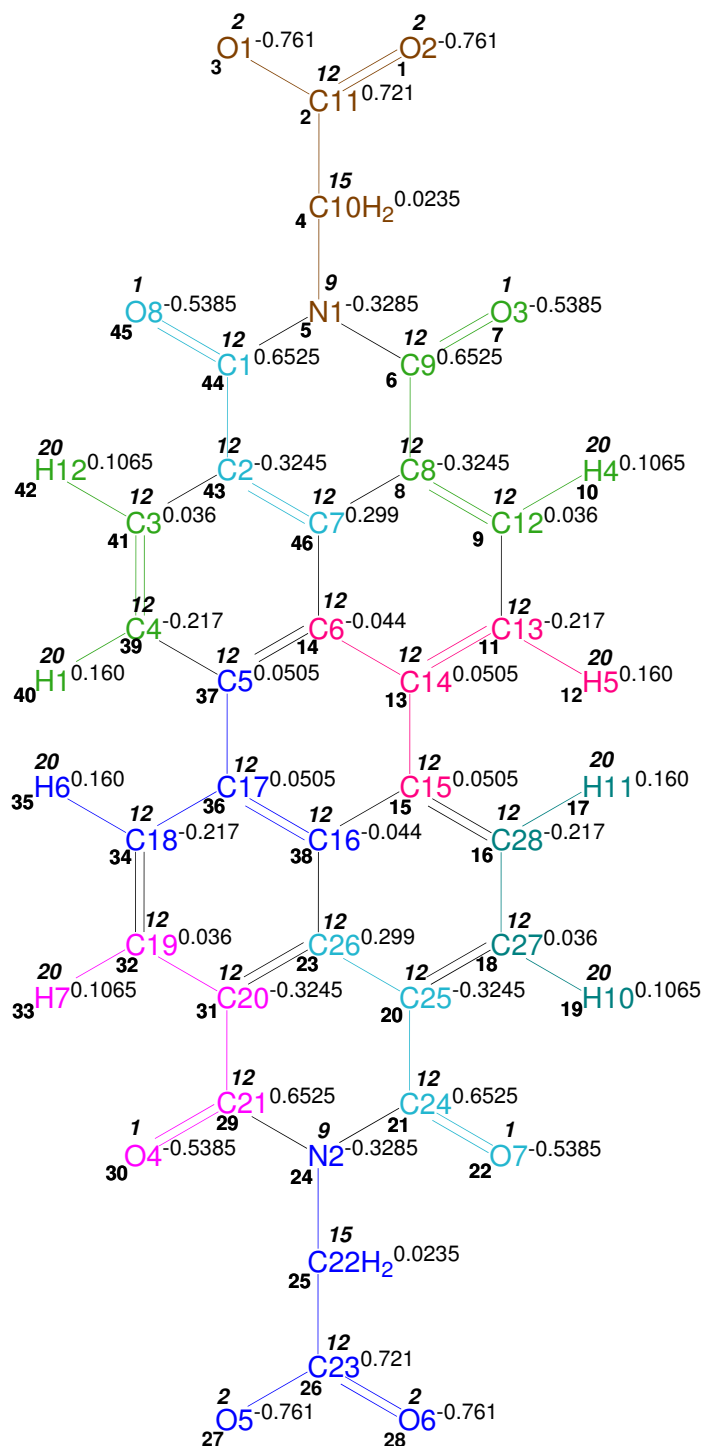 2 2
O1-0.761 O2-0.761
3 12 1
C11 0.721
2
15
C10H2 0.0235
4
1 9 1
O8-0.5385 N1-0.3285 O3-0.5385
45 12 5 12 7
C1 0.6525 C9 0.6525
44 6
20 12 12 20
H12 0.1065 C2-0.3245 C8-0.3245 H4 0.1065
42 12 43 12 8 12 10
C3 0.036 C7 0.299 C12 0.036
41 46 9
12 12 12
C4-0.217 C6-0.044 C13-0.217
39 14 11
20 12 12 20
H1 0.160 C5 0.0505 C14 0.0505 H5 0.160
40 37 13 12
20 12 12 20
H6 0.160 C17 0.0505 C15 0.0505 H11 0.160
35 12 36 12 15 12 17
C18-0.217 C16-0.044 C28-0.217
34 38 16
12 12 12
C19 0.036 C26 0.299 C27 0.036
32 23 18
20 12 12 20
H7 0.1065 C20-0.3245 C25-0.3245 H10 0.1065
33 31 20 19
12 12
C21 0.6525 C24 0.6525
1 29 9 21 1
O4-0.5385 N2-0.3285 O7-0.5385
30 24 22
15
C22H2 0.0235
25
12
C23 0.721
2 26 2
O5-0.761 O6-0.761
27 28